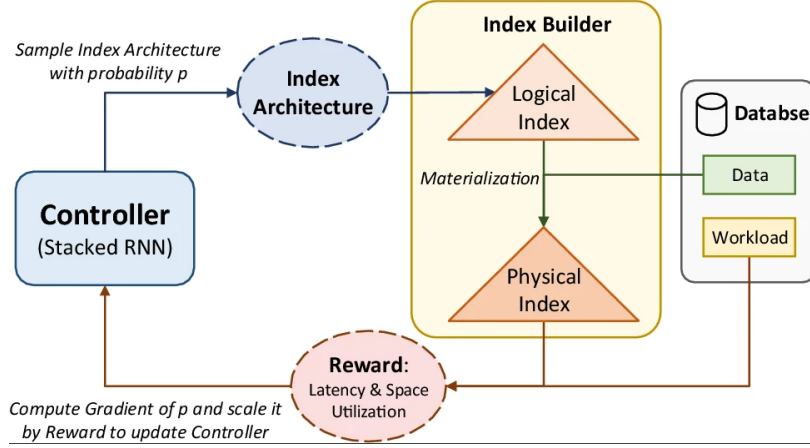 Index Builder
Sample Index Architecture
with probability p
Index
Architecture
Logical
Index
Databse
Materialization
Data
Controller
(Stacked RNN)
Workload
Physical
Index
Reward:
Latency & Space
Utilization
Compute Gradient of p and scale it
by Reward to update Controller